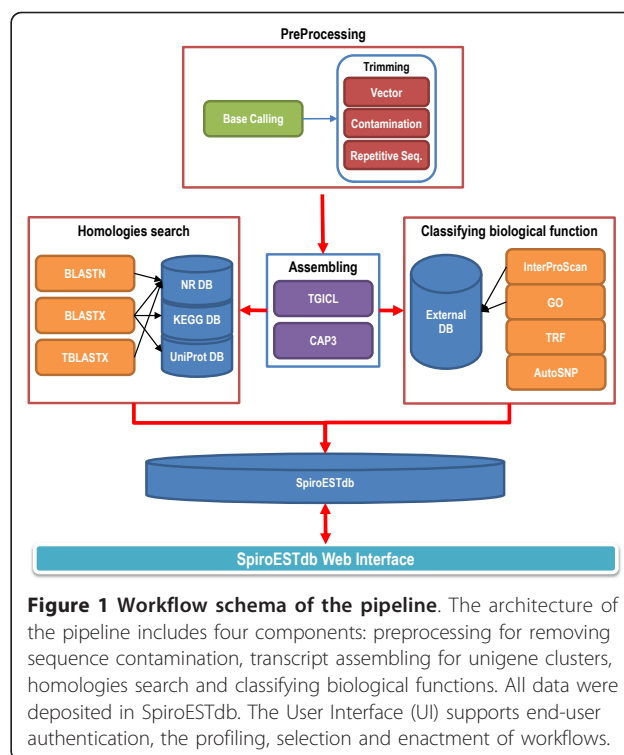 PreProcessing
Trimming
Base Calling
Vector
Contamination
Repetitive Seq.
Homologies search
BLASTN
BLASTX
TBLASTX
NR DB
KEGG DB
UniProt DB
Assembling
TGICL
CAP3
Classifying biological function
External
DB
InterProScan
GO
TRF
AutoSNP
SpiroESTdb
SpiroESTdb Web Interface
Figure 1 Workflow schema of the pipeline. The architecture of
the pipeline includes four components: preprocessing for removing
sequence contamination, transcript assembling for unigene clusters,
homologies search and classifying biological functions. All data were
deposited in SpiroESTdb. The User Interface (UI) supports end-user
authentication, the profiling, selection and enactment of workflows.